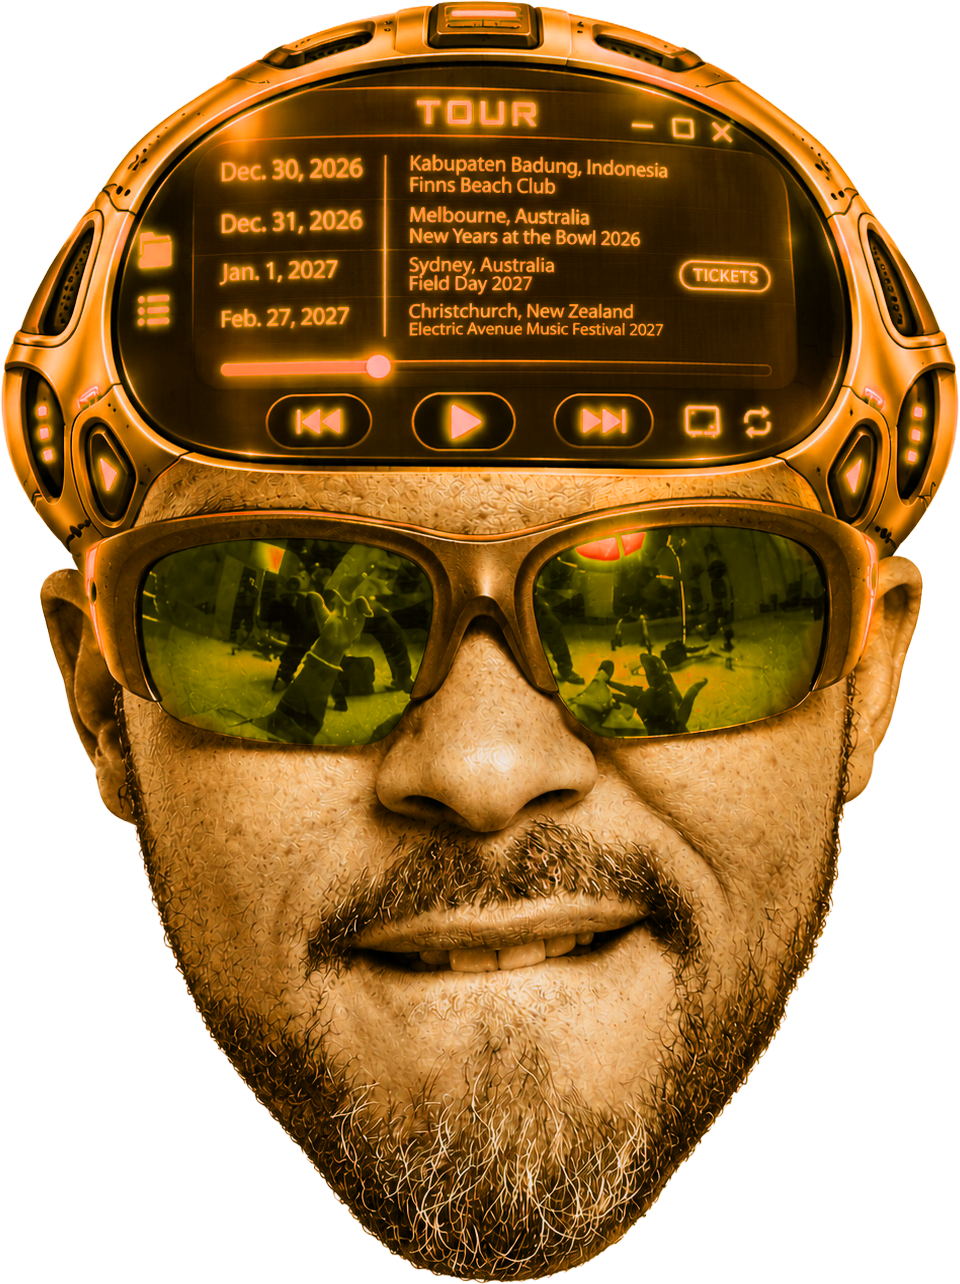 TOUR
Dec. 30, 2026
Kabupaten Badung, Indonesia
Finns Beach Club
Dec. 31, 2026
Melbourne, Australia
New Years at the Bowl 2026
Jan. 1, 2027
Sydney, Australia
Field Day 2027
TICKETS
Feb. 27, 2027
Christchurch, New Zealand
Electric Avenue Music Festival 2027